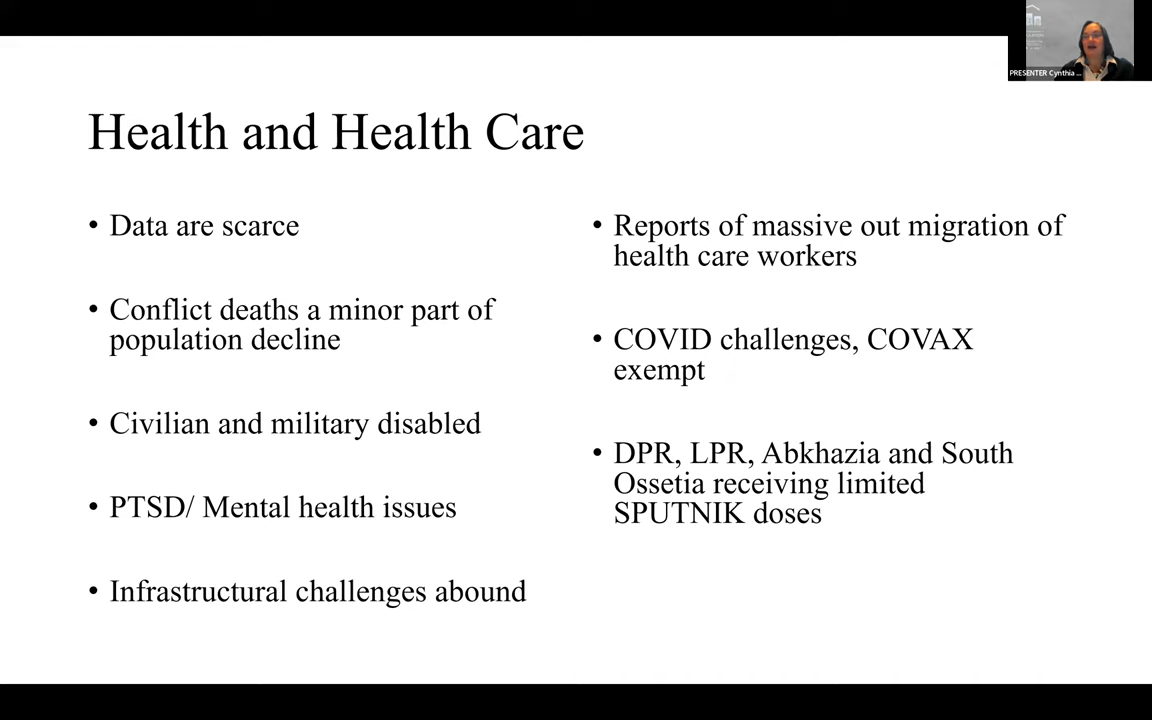 Health and Health Care
• Data are scarce
• Conflict deaths a minor part of
population decline
• Civilian and military disabled
• PTSD/ Mental health issues
• Infrastructural challenges abound
• Reports of massive out migration of
health care workers
• COVID challenges, COVAX
exempt
• DPR, LPR, Abkhazia and South
Ossetia receiving limited
SPUTNIK doses
PRESENTER Cynthia ...